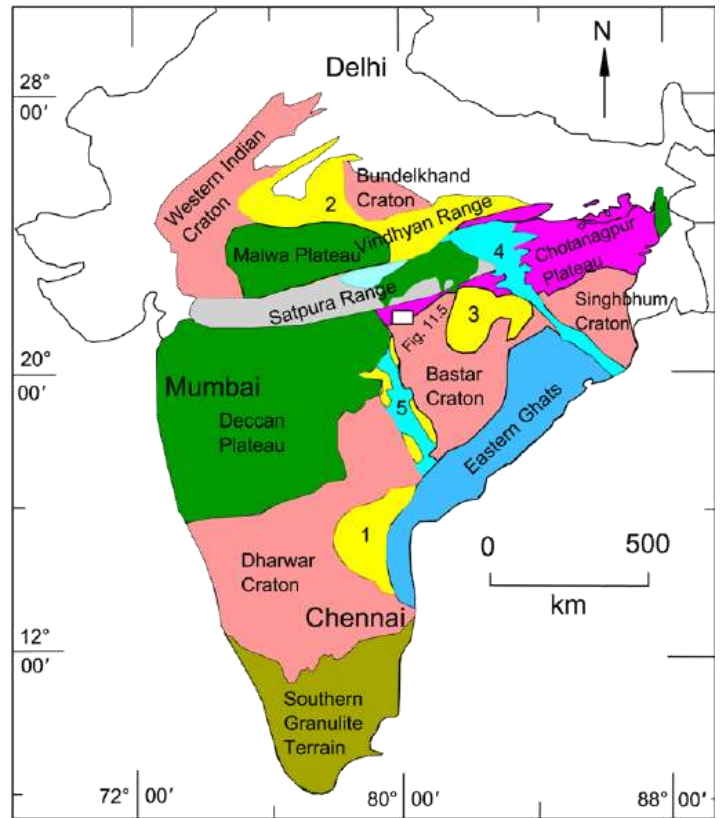 Delhi
N
28°
00′
Western Indian
Craton
2
Bundelkhand
Craton
Vindhyan Range
Malwa Plateau
4
Chotanagpur
Plateau
Satpura Range
Singhbhum
Craton
3
Fig. 11.5
20°
00′
Mumbai
Deccan
Plateau
Bastar
Craton
5
Eastern Ghats
1
0
500
km
Dharwar
Craton
Chennai
12°
00′
Southern
Granulite
Terrain
72° 00′
80° 00′
88° 00′